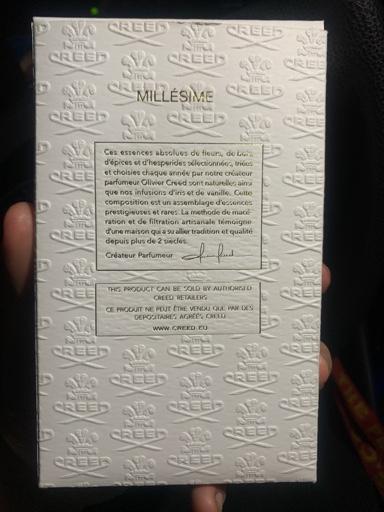 MILLÉSIME
Ces essences absolues de fleurs, de bois,
d'épices et d'hesperides sélectionnées, triées
et choisies chaque année par notre créateur
parfumeur Olivier Creed sont naturelles ainsi
que nos infusions d'iris et de vanille. Cette
composition est un assemblage d'essences
prestigieuses et rares. La methode de macé-
ration et de filtration artisanale témoigne
d'une maison qui a su allier tradition et qualité
depuis plus de 2 siecles.
Créateur Parfumeur
THIS PRODUCT CAN BE SOLD BY AUTHORISED
CREED RETAILERS
CE PRODUIT NE PEUT ÊTRE VENDU QUE PAR DES
DEPOSITAIRES AGRÉÉS CREED
WWW.CREED.EU